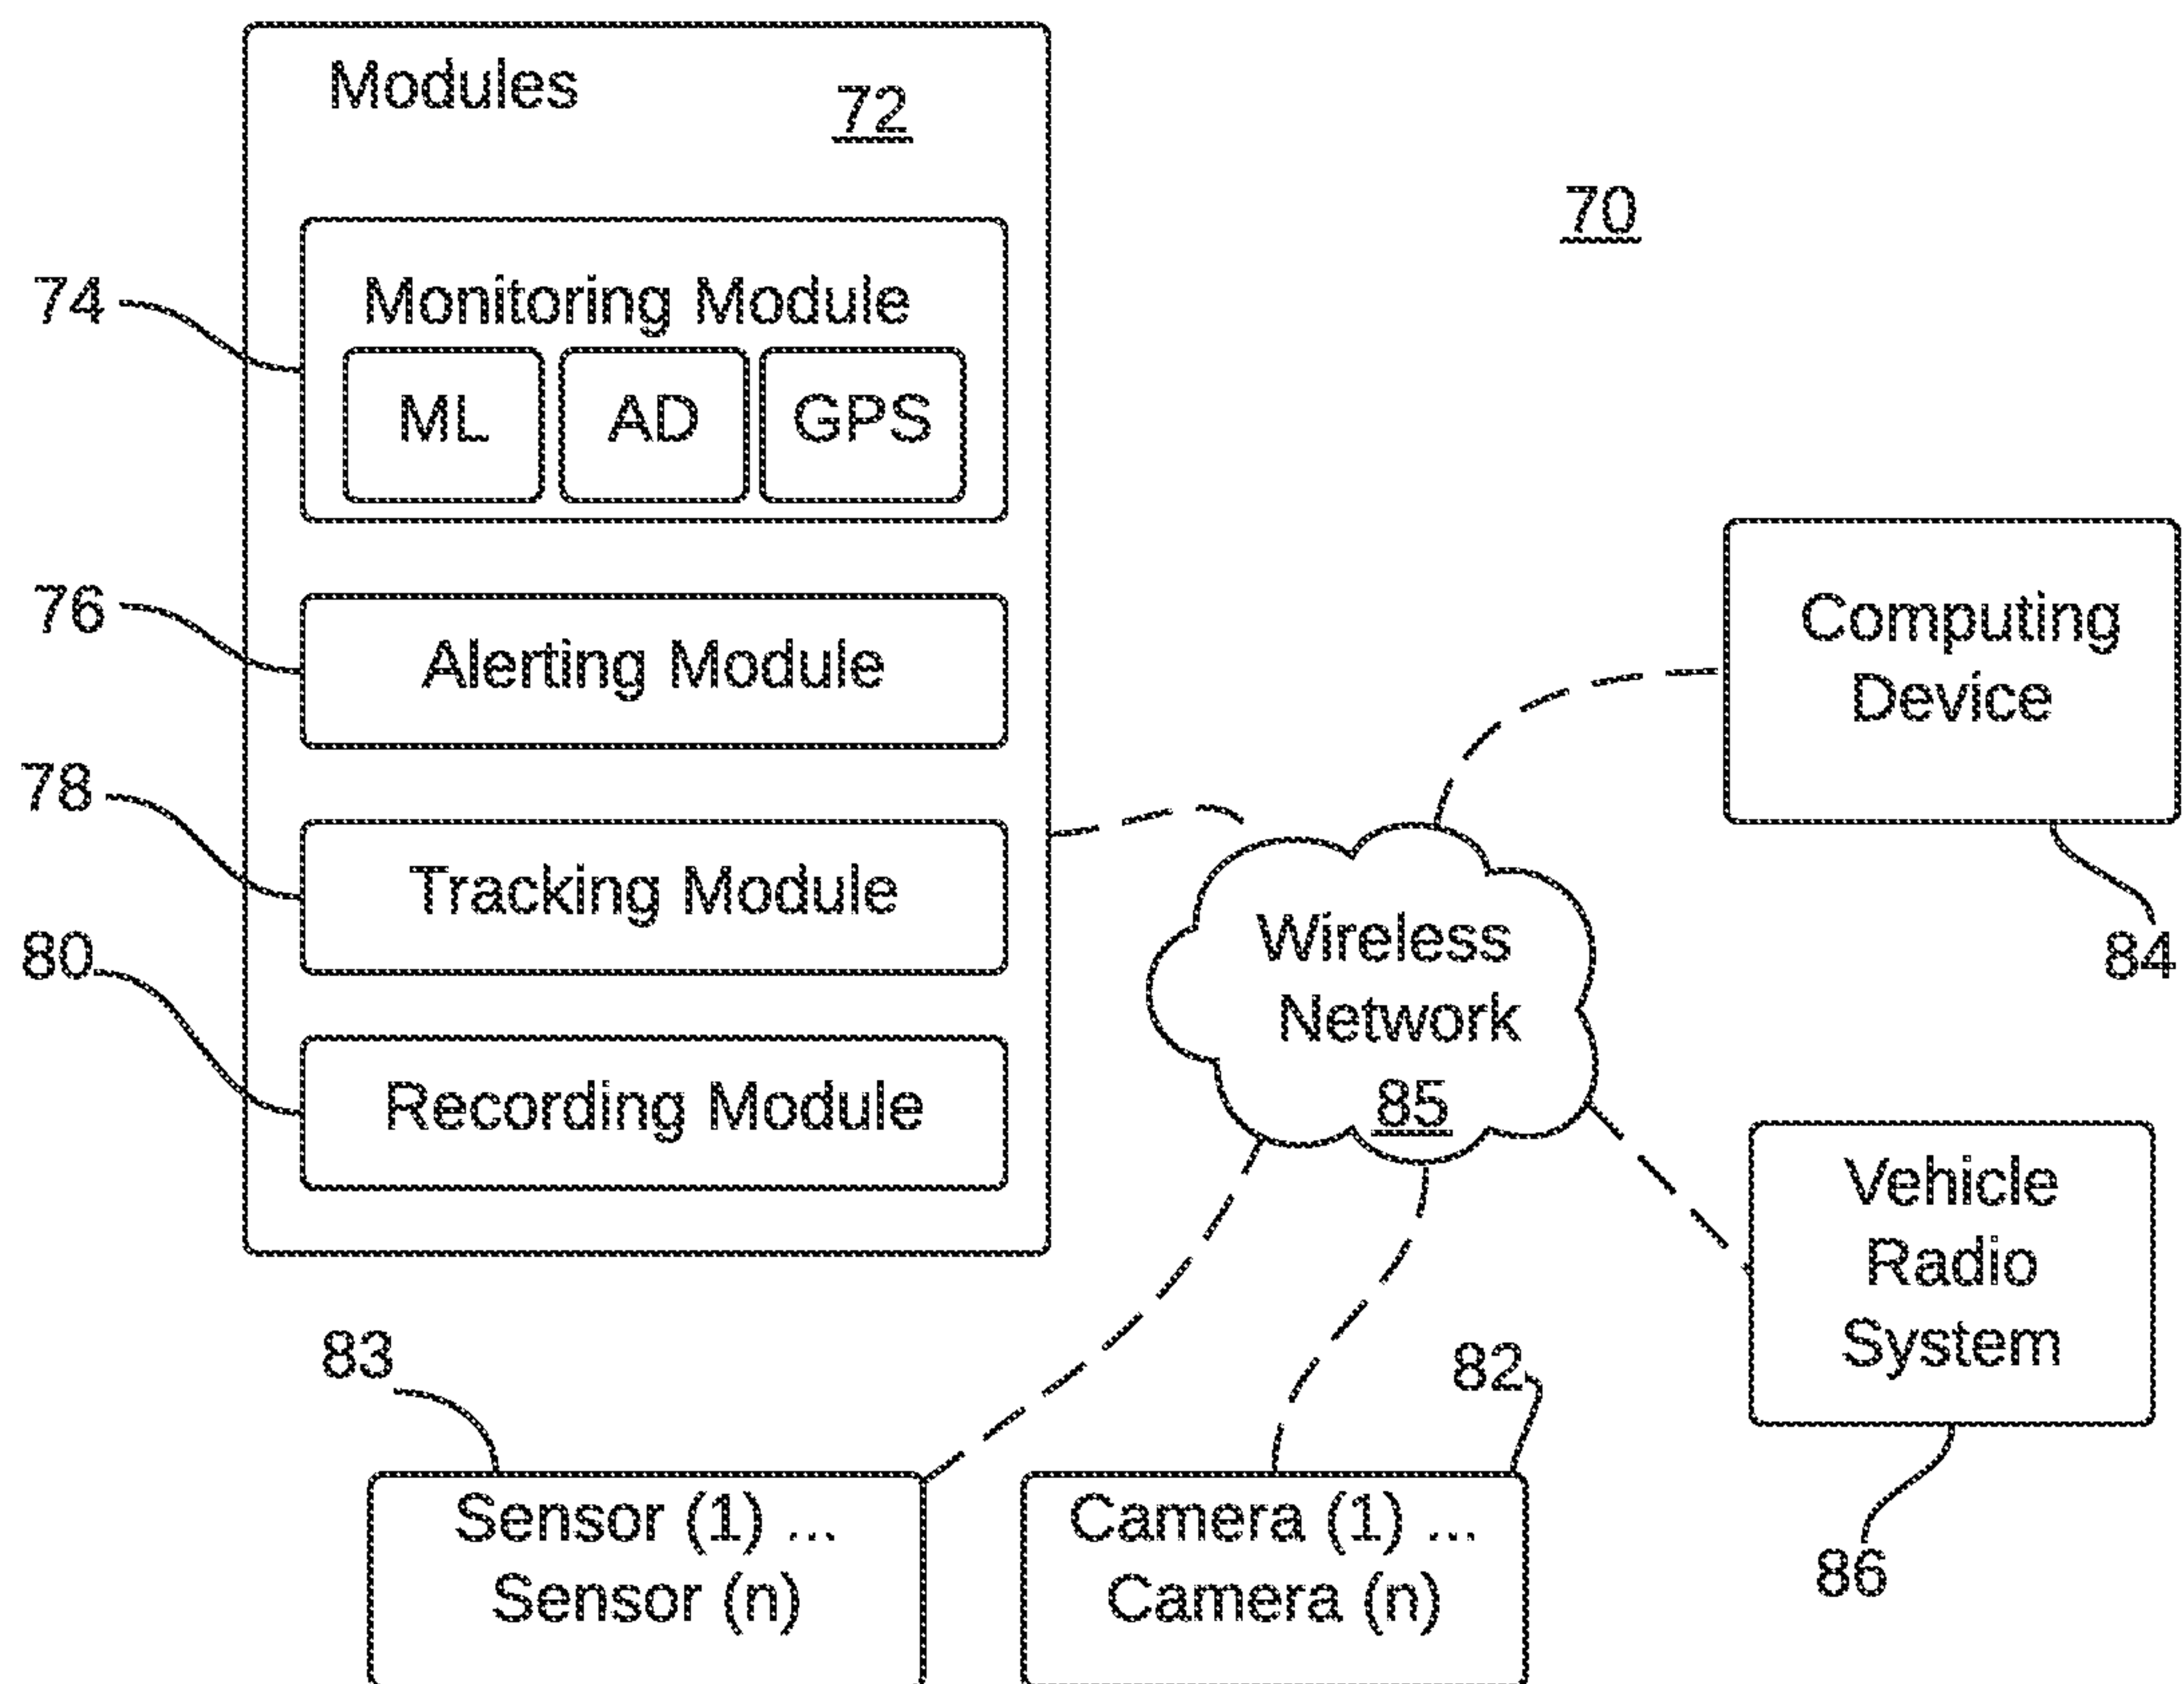 Modules
72
70
74
Monitoring Module
ML
AD
GPS
76
Alerting Module
Computing
Device
78
Tracking Module
84
80
Recording Module
Wireless
Network
85
Vehicle
Radio
System
83
82
86
Sensor (1) ...
Sensor (n)
Camera (1) ...
Camera (n)